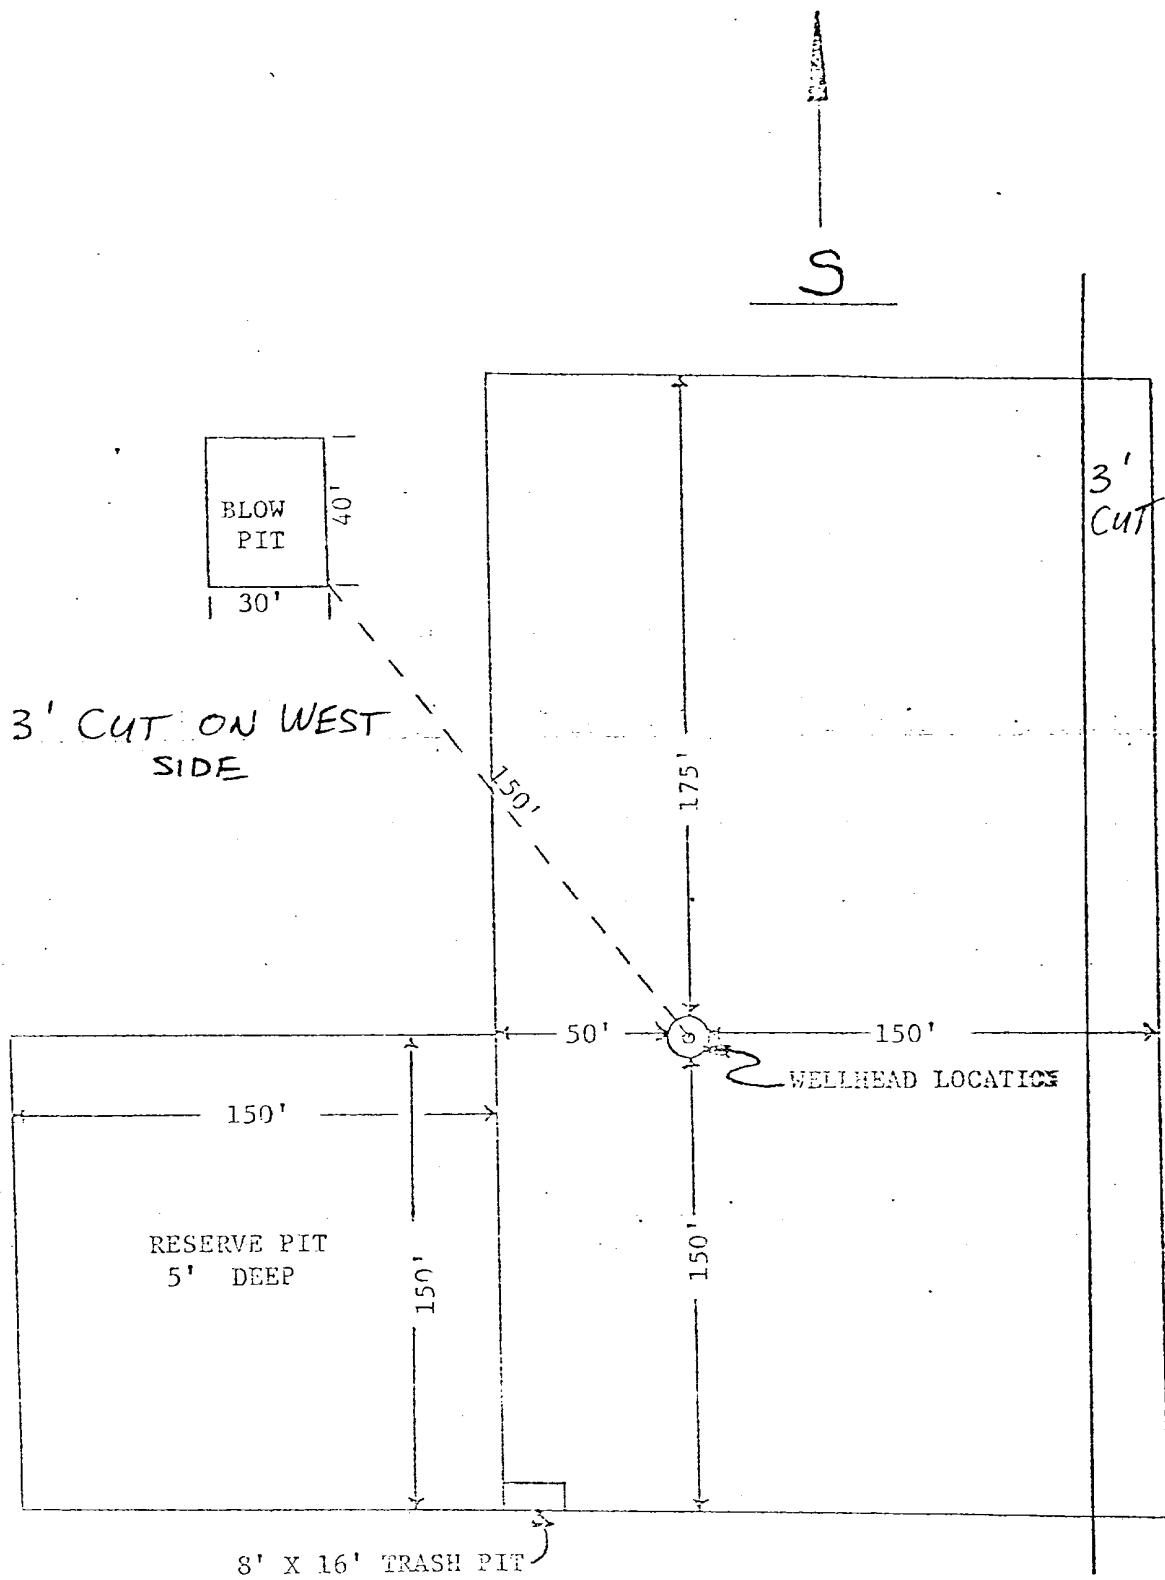 S
BLOW
PIT
40'
30'
3'
CUT
3' CUT ON WEST
SIDE
150'
175'
50'
150'
WELLHEAD LOCATION
150'
RESERVE PIT
5' DEEP
150'
150'
8' X 16' TRASH PIT